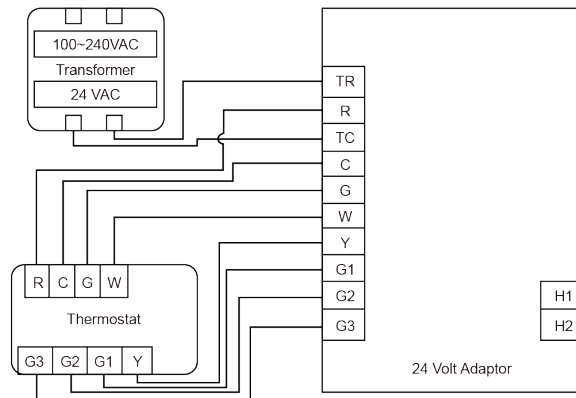 100~240VAC
Transformer
24 VAC
TR
R
TC
C
G
W
Y
G1
G2
G3
H1
H2
24 Volt Adaptor
R C G W
Thermostat
G3 G2 G1 Y